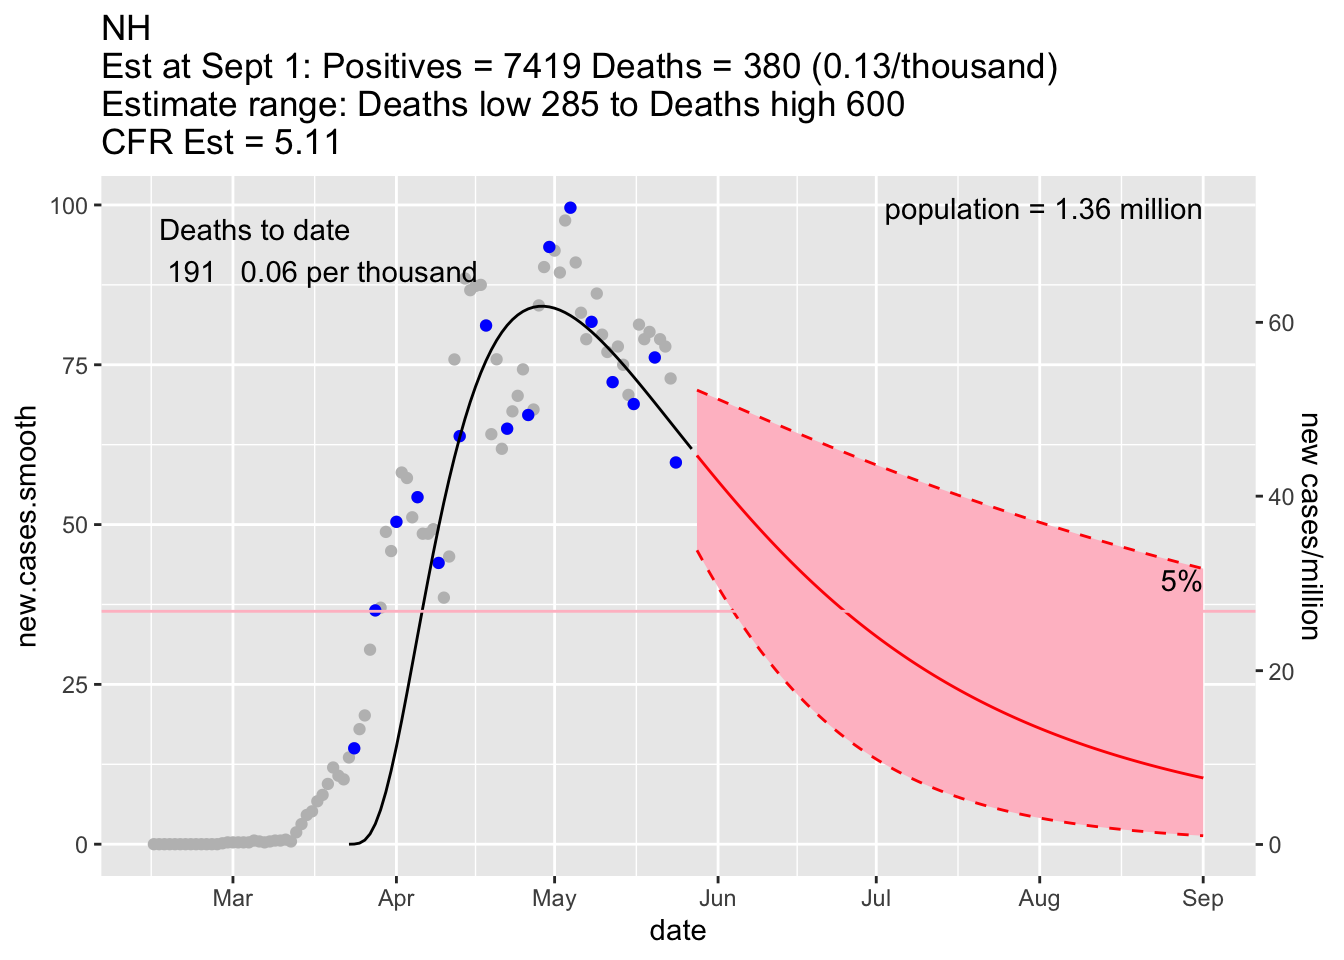 NH
Est at Sept 1: Positives = 7419 Deaths = 380 (0.13/thousand)
Estimate range: Deaths low 285 to Deaths high 600
CFR Est = 5.11
Deaths to date
191 0.06 per thousand
population = 1.36 million
5%
new.cases.smooth
100
75
50
25
0
new cases/million
60
40
20
0
Mar Apr May Jun Jul Aug Sep
date